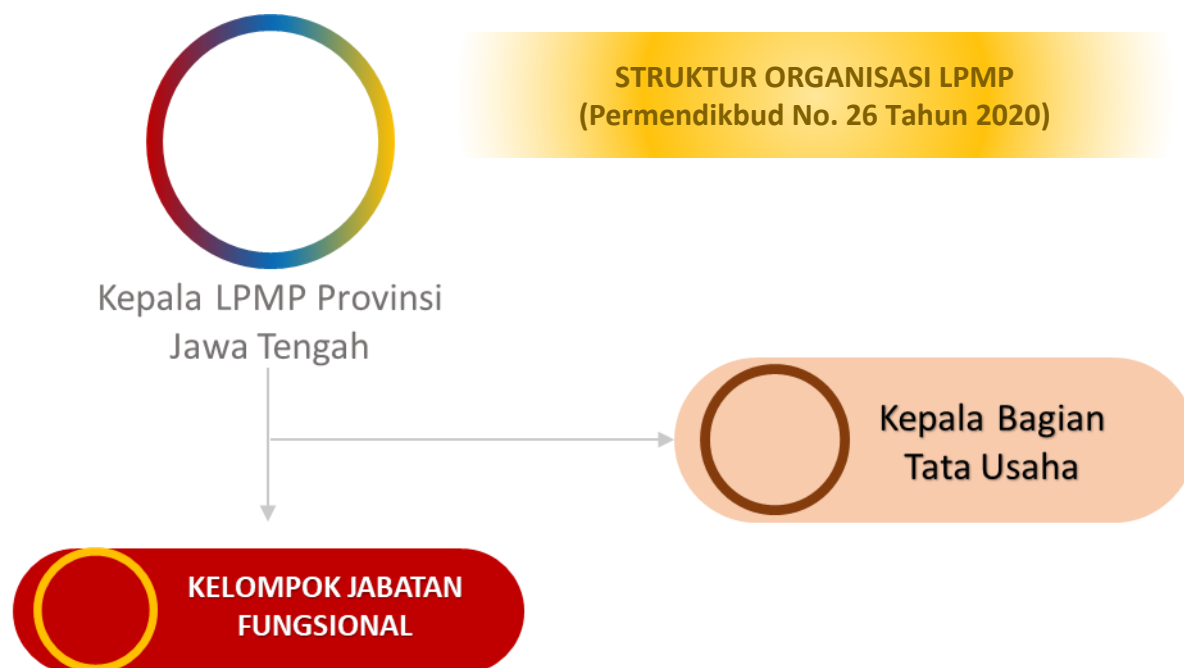 STRUKTUR ORGANISASI LPMP
(Permendikbud No. 26 Tahun 2020)
Kepala LPMP Provinsi
Jawa Tengah
Kepala Bagian
Tata Usaha
KELOMPOK JABATAN
FUNGSIONAL